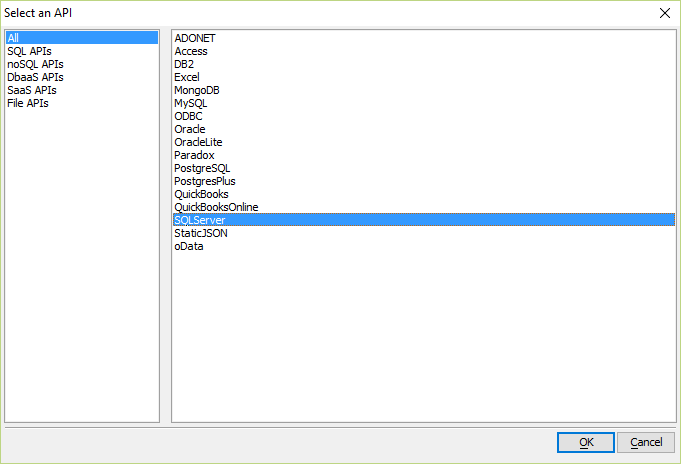 Select an API
All
SQL APIs
noSQL APIs
DbaaS APIs
SaaS APIs
File APIs
ADONET
Access
DB2
Excel
MongoDB
MySQL
ODBC
Oracle
OracleLite
Paradox
PostgreSQL
PostgresPlus
QuickBooks
QuickBooksOnline
SQLServer
StaticJSON
oData
OK
Cancel